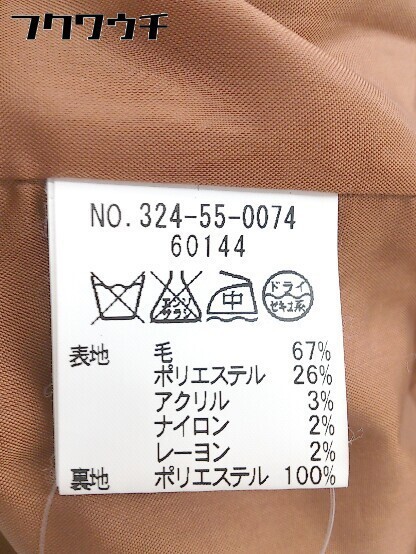 フクワウチ
NO.324-55-0074
60144
エンソ
サラシ
中
ドライ
セキユ系
表地 毛 67%
ポリエステル 26%
アクリル 3%
ナイロン 2%
レーヨン 2%
裏地 ポリエステル 100%